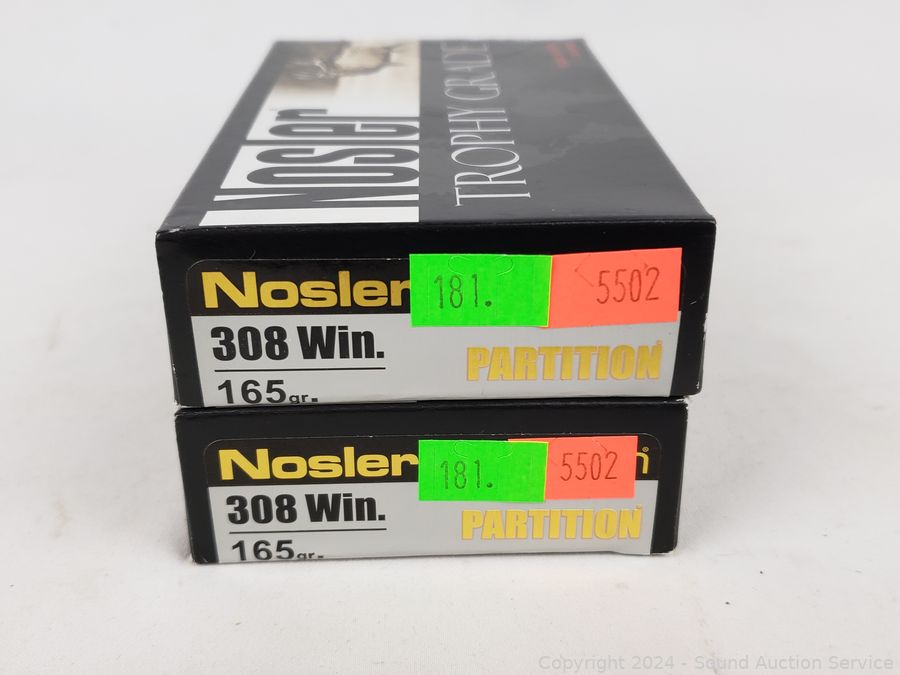 Nosler
TROPHY GRADE
Nosler
181.
5502
308 Win.
PARTITION
165gr.
Nosler
181.
5502
n®
308 Win.
PARTITION
165gr.
Copyright 2024 - Sound Auction Service